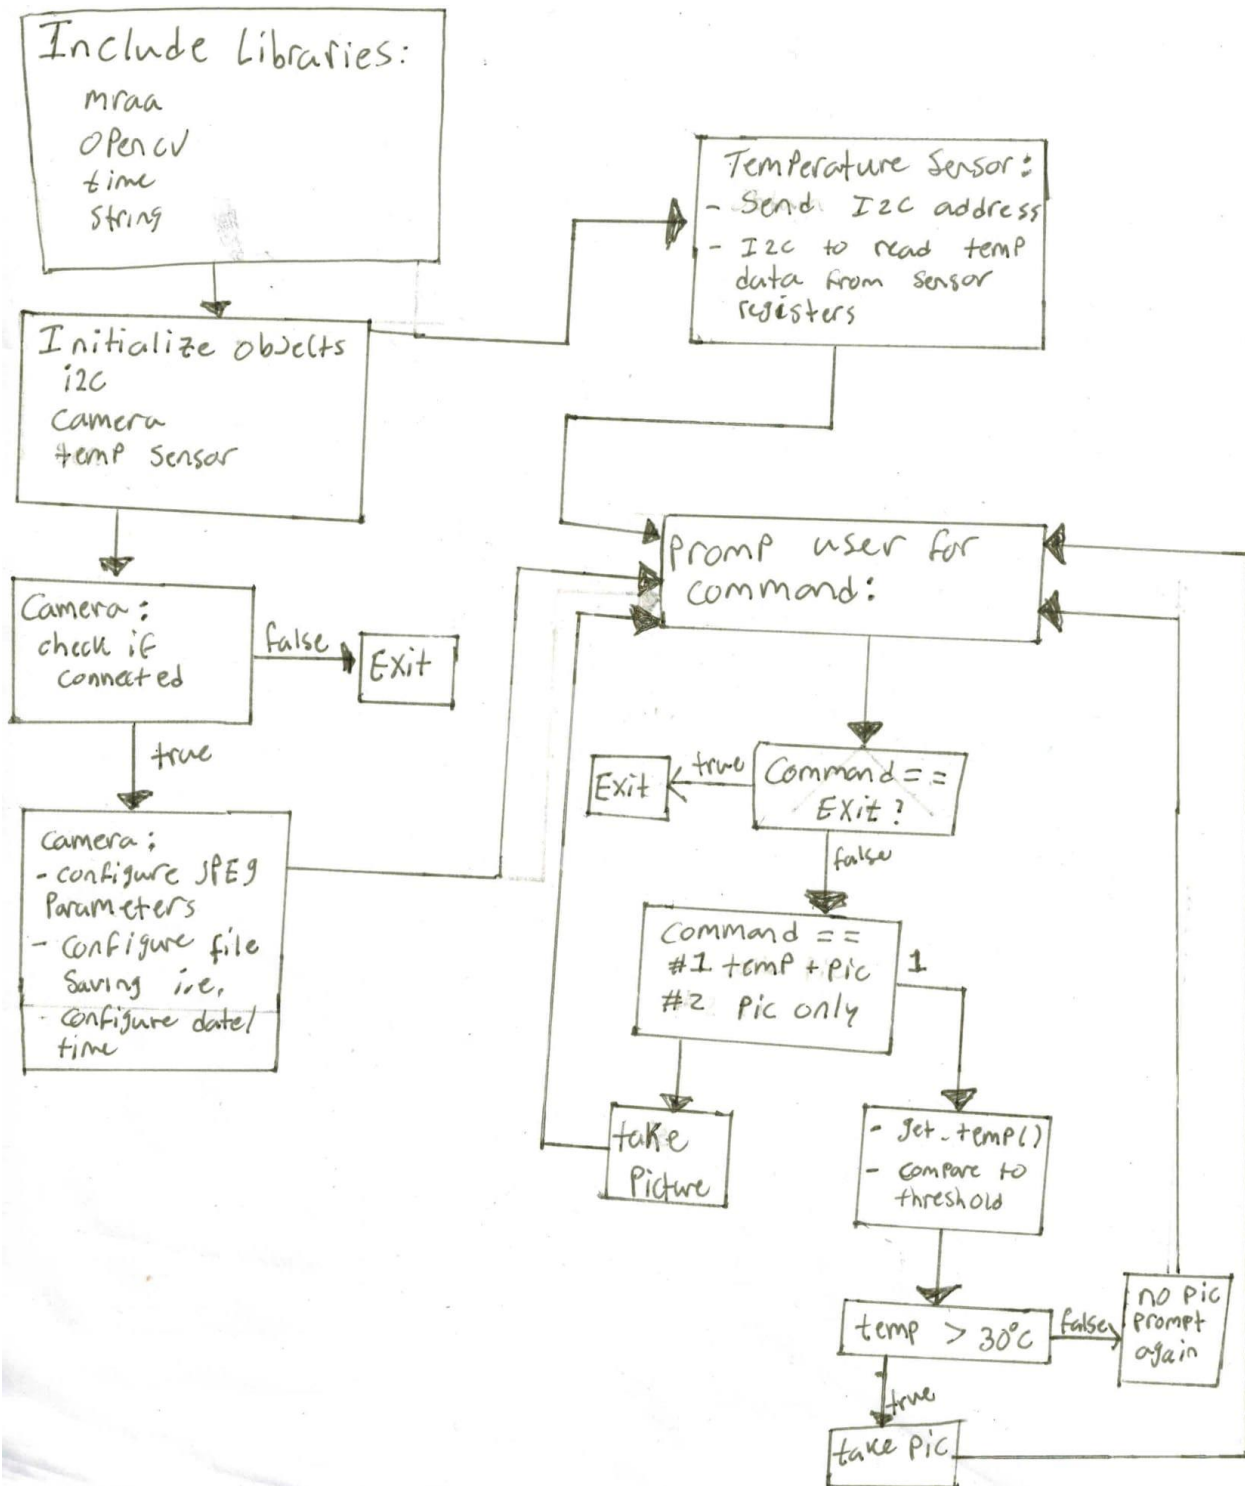 Include Libraries:
mraa
opencv
time
string
Temperature Sensor:
- Send I2C address
- I2C to read temp
data from sensor
registers
Initialize objects
i2c
Camera
temp sensor
Promp user for
command:
Camera:
check if
connected
false
Exit
true
Exit
true
Command ==
Exit?
false
Camera:
- configure JPEG
Parameters
- configure file
Saving i.e,
- configure date/
time
Command ==
#1 temp + pic
#2 pic only
1
take
Picture
- get_temp()
- compare to
threshold
temp > 30°C
false
no pic
prompt
again
true
take pic